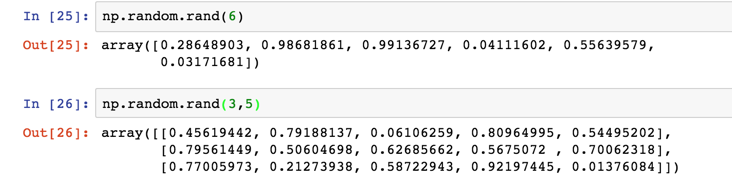 In [25]: np.random.rand(6)
Out[25]: array([0.28648903, 0.98681861, 0.99136727, 0.04111602, 0.55639579,
0.03171681])
In [26]: np.random.rand(3,5)
Out[26]: array([[0.45619442, 0.79188137, 0.06106259, 0.80964995, 0.54495202],
[0.79561449, 0.50604698, 0.62685662, 0.5675072 , 0.70062318],
[0.77005973, 0.21273938, 0.58722943, 0.92197445, 0.01376084]])